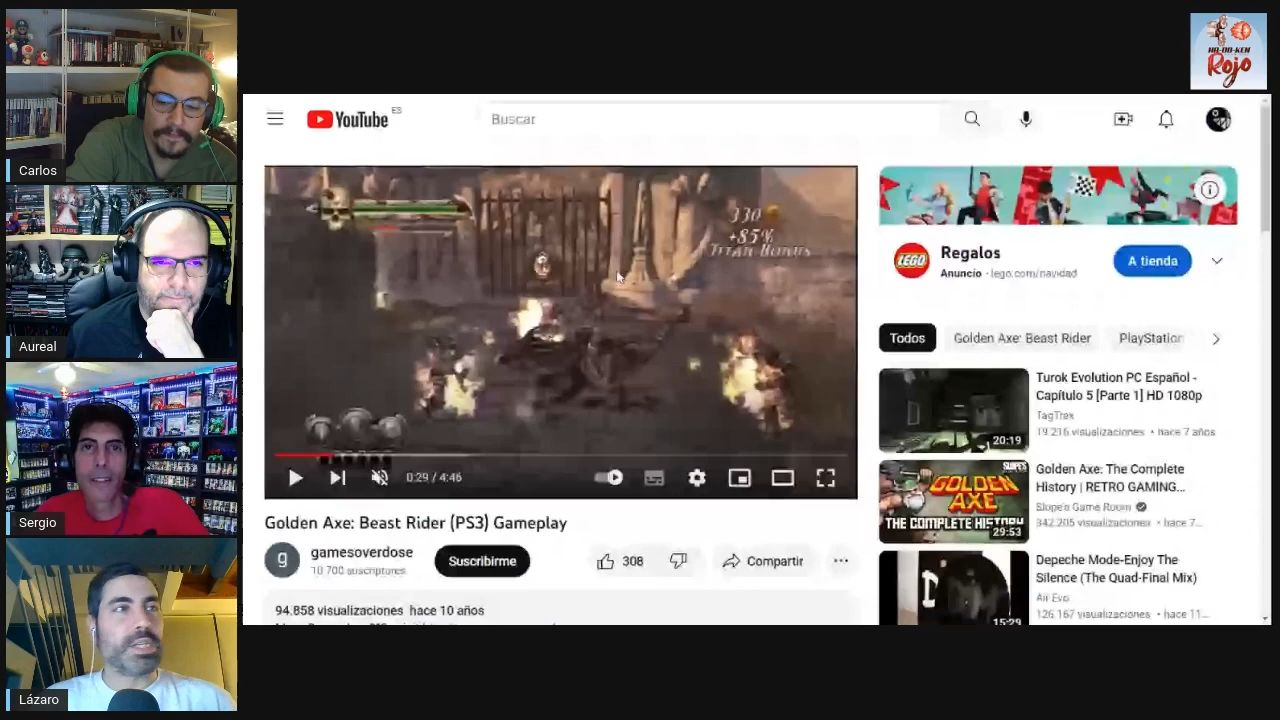 Carlos
Aureal
Sergio
Lázaro
HA-DO-KEN
Rojo
YouTube ES
Buscar
330
+85%
TITAN BONUS
0:29 / 4:46
Golden Axe: Beast Rider (PS3) Gameplay
g
gamesoverdose
10 700 suscriptores
Suscribirme
308
Compartir
94.858 visualizaciones hace 10 años
LEGO
Regalos
Anuncio · lego.com/navidad
A tienda
Todos
Golden Axe: Beast Rider
PlayStation
20:19
Turok Evolution PC Español -
Capítulo 5 [Parte 1] HD 1080p
TagTrex
19.216 visualizaciones • hace 7 años
SLOPES
GOLDEN
AXE
THE COMPLETE HISTORY
29:53
Golden Axe: The Complete
History | RETRO GAMING...
Slope's Game Room
342.205 visualizaciones • hace 7...
15:29
Depeche Mode-Enjoy The
Silence (The Quad-Final Mix)
Air Evo
126.167 visualizaciones • hace 11...